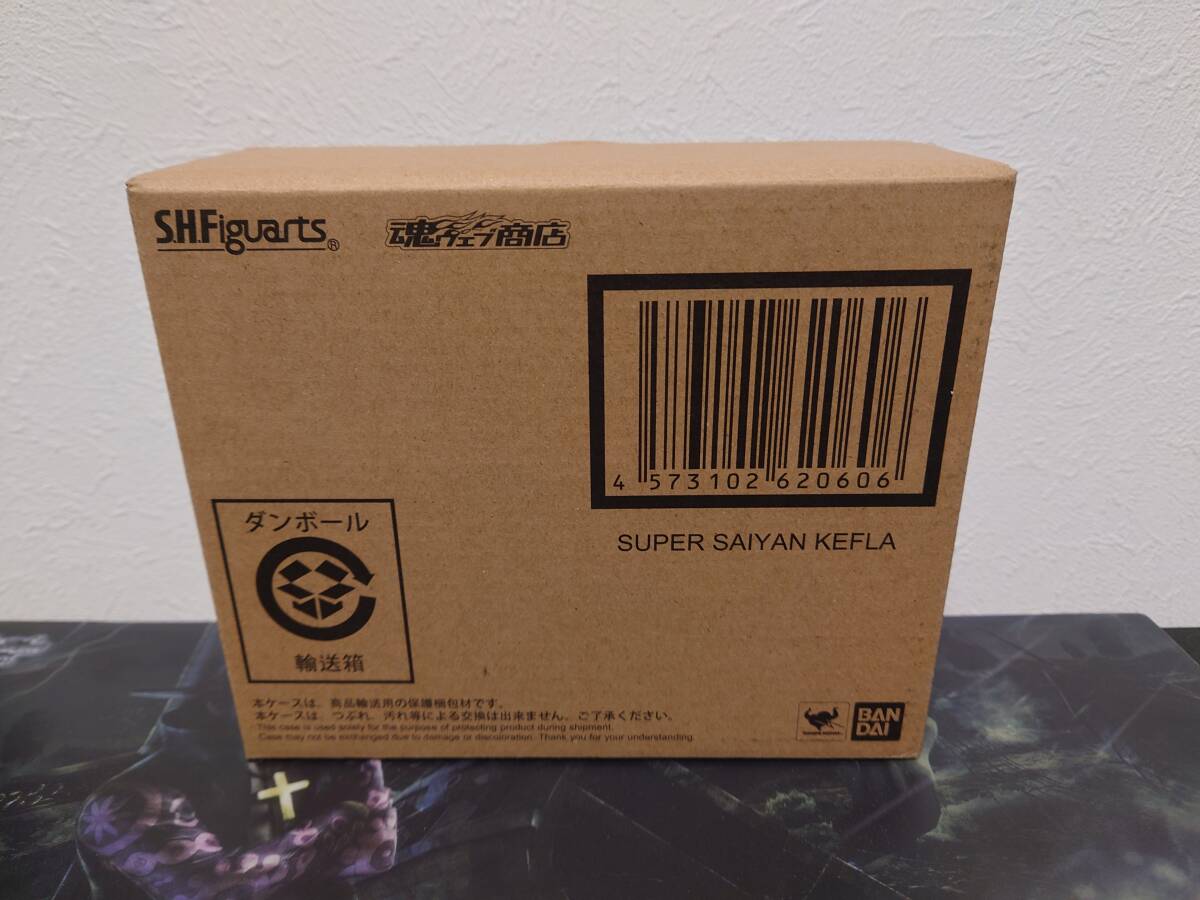 S.H.Figuarts®
魂ウェブ商店
4 573102 620606
SUPER SAIYAN KEFLA
ダンボール
輸送箱
本ケースは、商品輸送用の保護梱包材です。
本ケースは、つぶれ、汚れ等による交換は出来ません。ご了承ください。
This case is used solely for the purpose of protecting product during shipment.
Case may not be exchanged due to damage or discoloration. Thank you for your understanding.
BAN
DAI